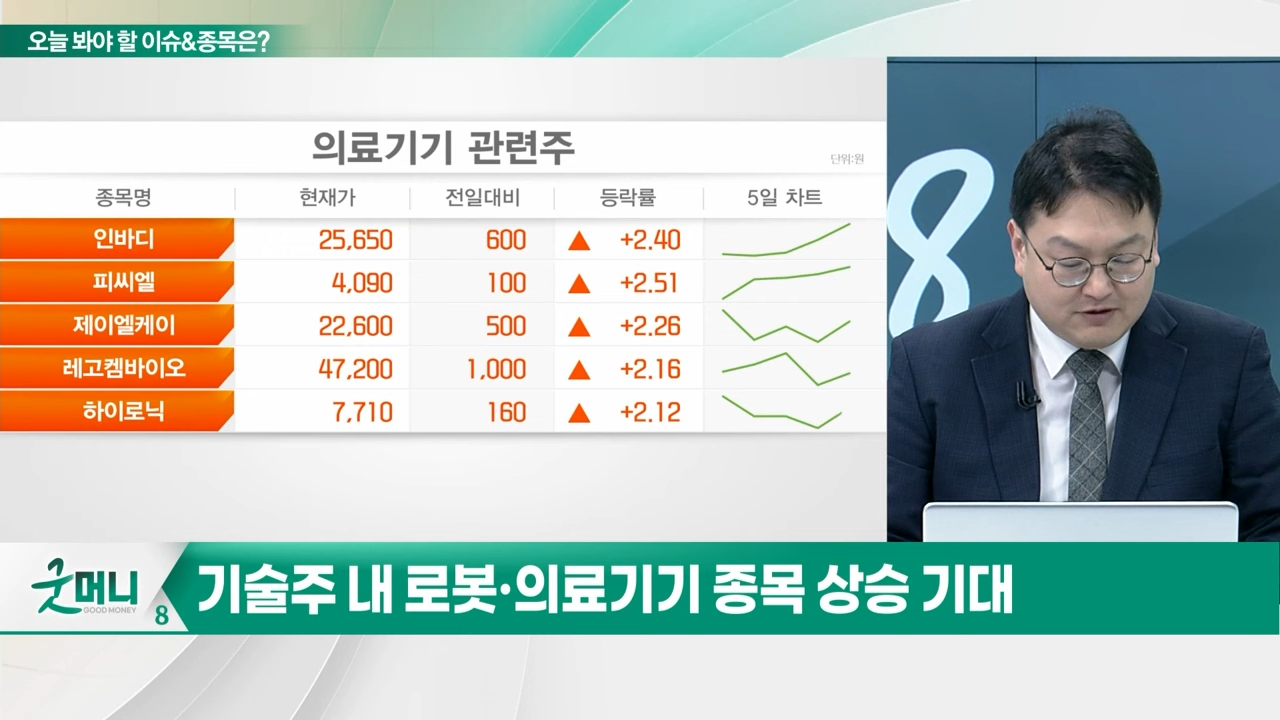 오늘 봐야 할 이슈&종목은?
의료기기 관련주
단위:원
종목명 현재가 전일대비 등락률 5일 차트
인바디 25,650 600 ▲ +2.40
피씨엘 4,090 100 ▲ +2.51
제이엘케이 22,600 500 ▲ +2.26
레고켐바이오 47,200 1,000 ▲ +2.16
하이로닉 7,710 160 ▲ +2.12
8
굿머니
GOOD MONEY
8
기술주 내 로봇·의료기기 종목 상승 기대